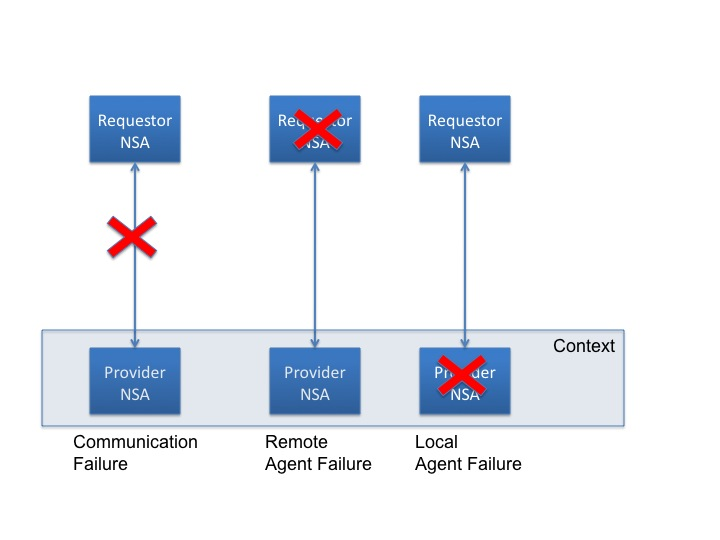 Requestor
NSA
Requestor
NSA
Requestor
NSA
Context
Provider
NSA
Provider
NSA
Provider
NSA
Communication
Failure
Remote
Agent Failure
Local
Agent Failure